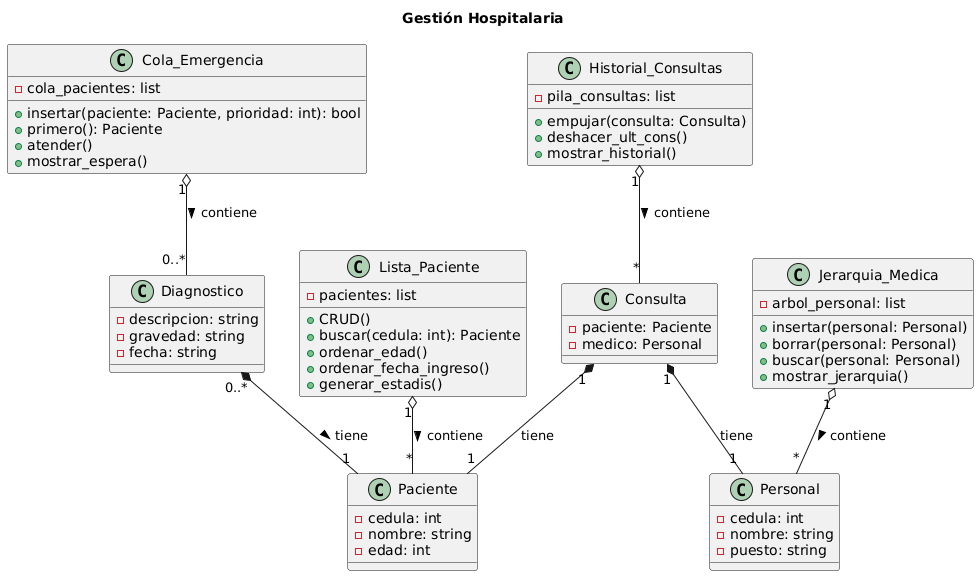 Gestión Hospitalaria
C Cola_Emergencia
cola_pacientes: list
insertar(paciente: Paciente, prioridad: int): bool
primero(): Paciente
atender()
mostrar_espera()
C Historial_Consultas
pila_consultas: list
empujar(consulta: Consulta)
deshacer_ult_cons()
mostrar_historial()
1
contiene
0..*
1
contiene
*
C Diagnostico
descripcion: string
gravedad: string
fecha: string
C Lista_Paciente
pacientes: list
CRUD()
buscar(cedula: int): Paciente
ordenar_edad()
ordenar_fecha_ingreso()
generar_estadis()
C Consulta
paciente: Paciente
medico: Personal
C Jerarquia_Medica
arbol_personal: list
insertar(personal: Personal)
borrar(personal: Personal)
buscar(personal: Personal)
mostrar_jerarquia()
0..*
tiene
1
1
contiene
*
1
tiene
1
1
tiene
1
1
contiene
*
C Paciente
cedula: int
nombre: string
edad: int
C Personal
cedula: int
nombre: string
puesto: string